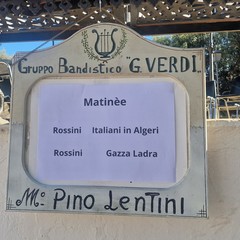 Gruppo Bandistico "G. VERDI"
Matinèe
Rossini Italiani in Algeri
Rossini Gazza Ladra
M° PINO LENTINI